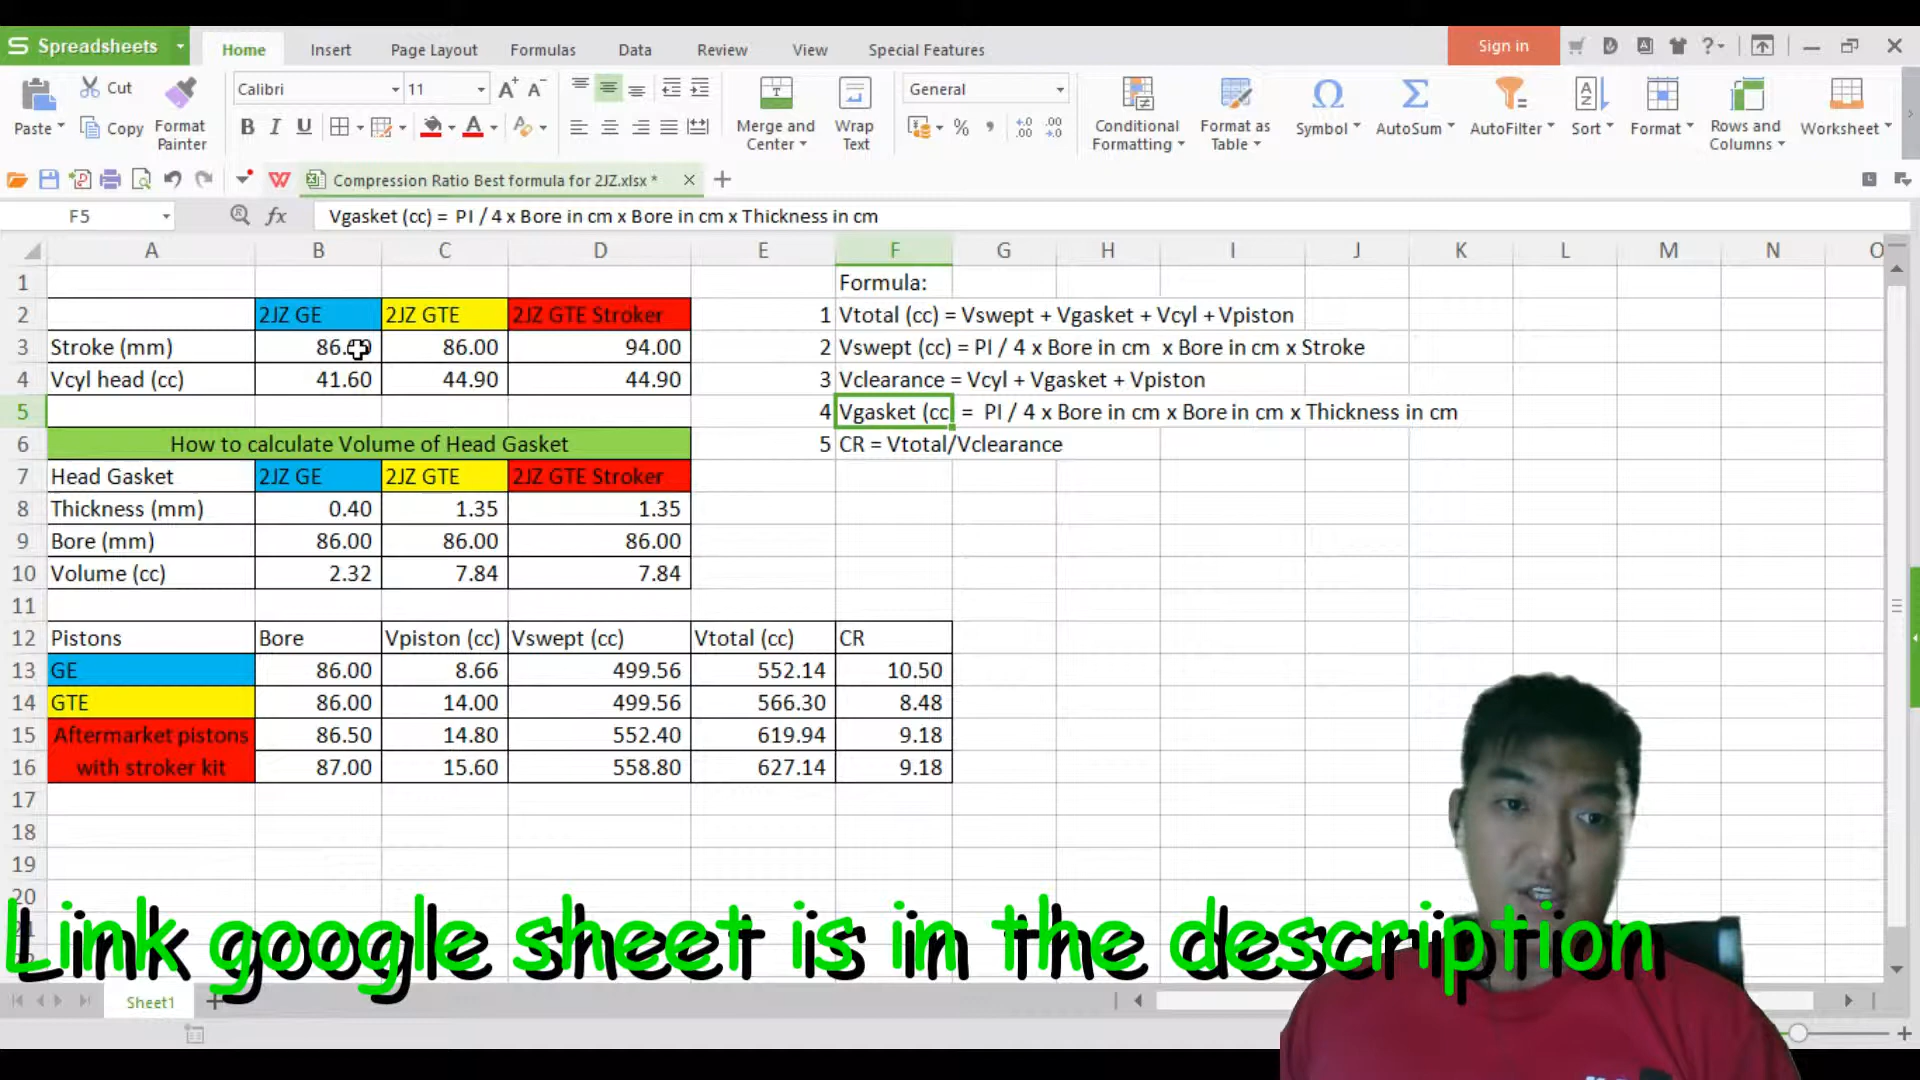 Spreadsheets
Home Insert Page Layout Formulas Data Review View Special Features Sign in
Paste Cut Copy Format Painter
Calibri 11
B I U A
Merge and Center Wrap Text
General
Conditional Formatting Format as Table Symbol AutoSum AutoFilter Sort Format Rows and Columns Worksheet
Compression Ratio Best formula for 2JZ.xlsx *
F5 fx Vgasket (cc) = PI / 4 x Bore in cm x Bore in cm x Thickness in cm
A B C D E F G H I J K L M N O
1 Formula:
2 2JZ GE 2JZ GTE 2JZ GTE Stroker 1 Vtotal (cc) = Vswept + Vgasket + Vcyl + Vpiston
3 Stroke (mm) 86.00 86.00 94.00 2 Vswept (cc) = PI / 4 x Bore in cm x Bore in cm x Stroke
4 Vcyl head (cc) 41.60 44.90 44.90 3 Vclearance = Vcyl + Vgasket + Vpiston
5 4 Vgasket (cc = PI / 4 x Bore in cm x Bore in cm x Thickness in cm
6 How to calculate Volume of Head Gasket 5 CR = Vtotal/Vclearance
7 Head Gasket 2JZ GE 2JZ GTE 2JZ GTE Stroker
8 Thickness (mm) 0.40 1.35 1.35
9 Bore (mm) 86.00 86.00 86.00
10 Volume (cc) 2.32 7.84 7.84
11
12 Pistons Bore Vpiston (cc) Vswept (cc) Vtotal (cc) CR
13 GE 86.00 8.66 499.56 552.14 10.50
14 GTE 86.00 14.00 499.56 566.30 8.48
15 Aftermarket pistons 86.50 14.80 552.40 619.94 9.18
16 with stroker kit 87.00 15.60 558.80 627.14 9.18
17
18
19
20
Link google sheet is in the description
Sheet1